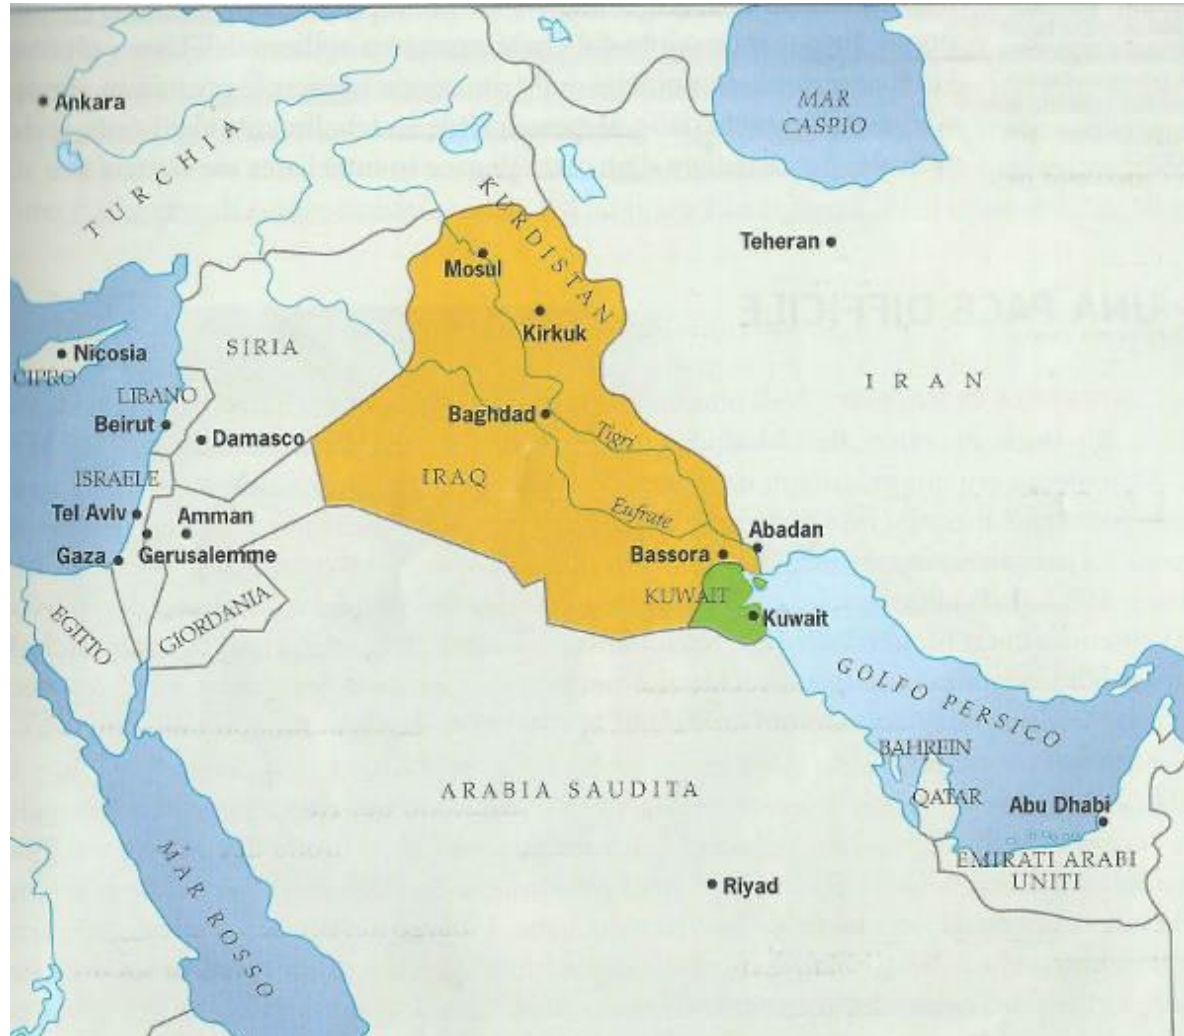 MAR
CASPIO
Ankara
TURCHIA
KURDISTAN
Teheran
Mosul
Kirkuk
Nicosia
CIPRO
SIRIA
IRAN
LIBANO
Beirut
Damasco
Baghdad
Tigri
ISRAELE
IRAQ
Tel Aviv
Amman
Eufrate
Abadan
Gaza
Gerusalemme
Bassora
KUWAIT
Kuwait
EGITTO
GIORDANIA
GOLFO PERSICO
BAHREIN
QATAR
Abu Dhabi
ARABIA SAUDITA
EMIRATI ARABI
UNITI
Riyad
MAR ROSSO
UNA PACE DIFFICILE